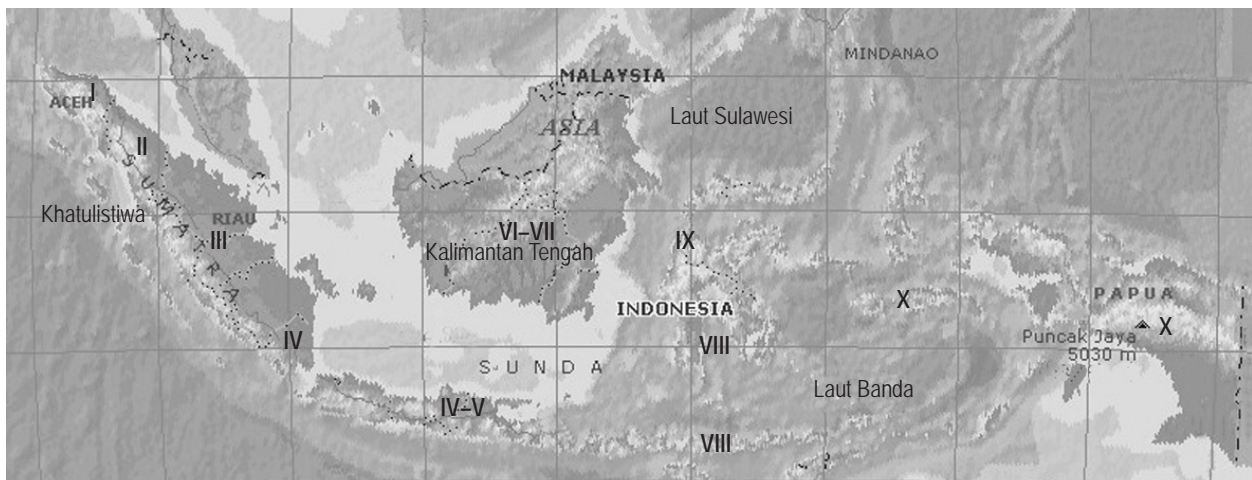 MINDANAO
MALAYSIA
I
ACEH
Laut Sulawesi
ASIA
II
SUMATRA
Khatulistiwa
RIAU
III
VI–VII
Kalimantan Tengah
IX
INDONESIA
X
PAPUA
X
Puncak Jaya
5030 m
IV
VIII
SUNDA
Laut Banda
IV–V
VIII